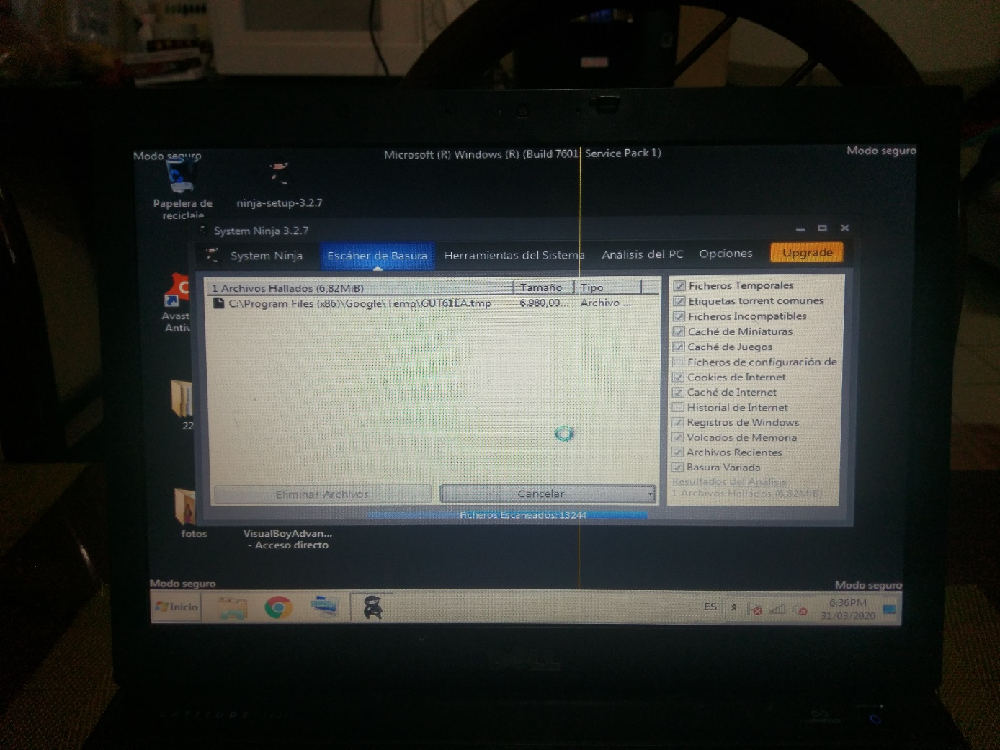 Modo seguro
Microsoft (R) Windows (R) (Build 7601: Service Pack 1)
Modo seguro
Papelera de
reciclaje
ninja-setup-3.2.7
System Ninja 3.2.7
System Ninja
Escáner de Basura
Herramientas del Sistema
Análisis del PC
Opciones
Upgrade
1 Archivos Hallados (6,82MiB)
Tamaño
Tipo
C:\Program Files (x86)\Google\Temp\GUT61EA.tmp
6.980,00...
Archivo ...
Ficheros Temporales
Etiquetas torrent comunes
Ficheros Incompatibles
Caché de Miniaturas
Caché de Juegos
Ficheros de configuración de
Cookies de Internet
Caché de Internet
Historial de Internet
Registros de Windows
Volcados de Memoria
Archivos Recientes
Basura Variada
Resultados del Análisis
1 Archivos Hallados (6,82MiB)
Avast
Antiv
22
Eliminar Archivos
Cancelar
Ficheros Escaneados: 13244
fotos
VisualBoyAdvan...
- Acceso directo
Modo seguro
Modo seguro
Inicio
ES
6:36PM
31/03/2020
DELL
LATITUDE